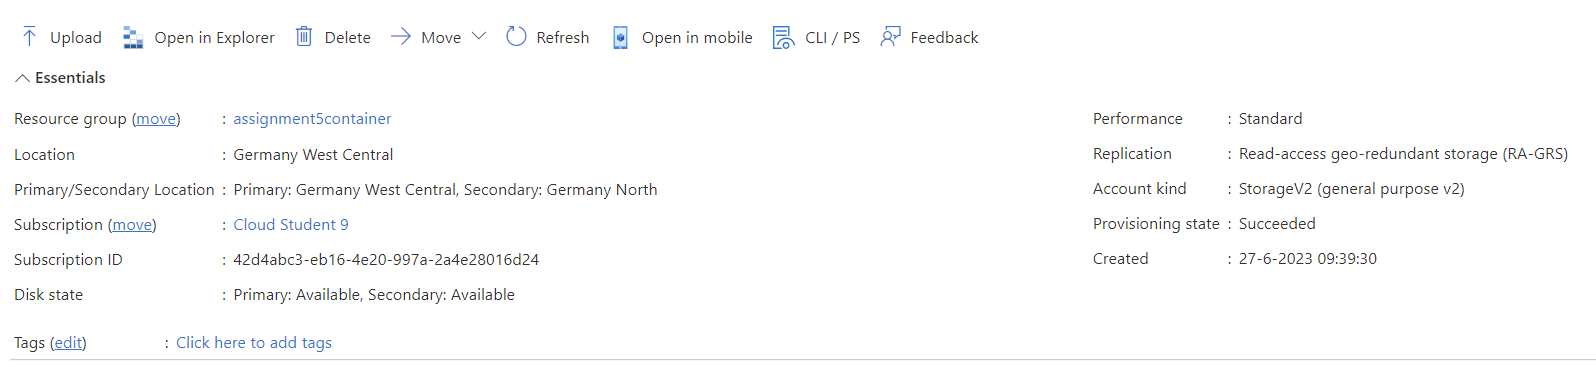 Upload Open in Explorer Delete Move Refresh Open in mobile CLI / PS Feedback
Essentials
Resource group (move) : assignment5container
Location : Germany West Central
Primary/Secondary Location : Primary: Germany West Central, Secondary: Germany North
Subscription (move) : Cloud Student 9
Subscription ID : 42d4abc3-eb16-4e20-997a-2a4e28016d24
Disk state : Primary: Available, Secondary: Available
Performance : Standard
Replication : Read-access geo-redundant storage (RA-GRS)
Account kind : StorageV2 (general purpose v2)
Provisioning state : Succeeded
Created : 27-6-2023 09:39:30
Tags (edit) : Click here to add tags